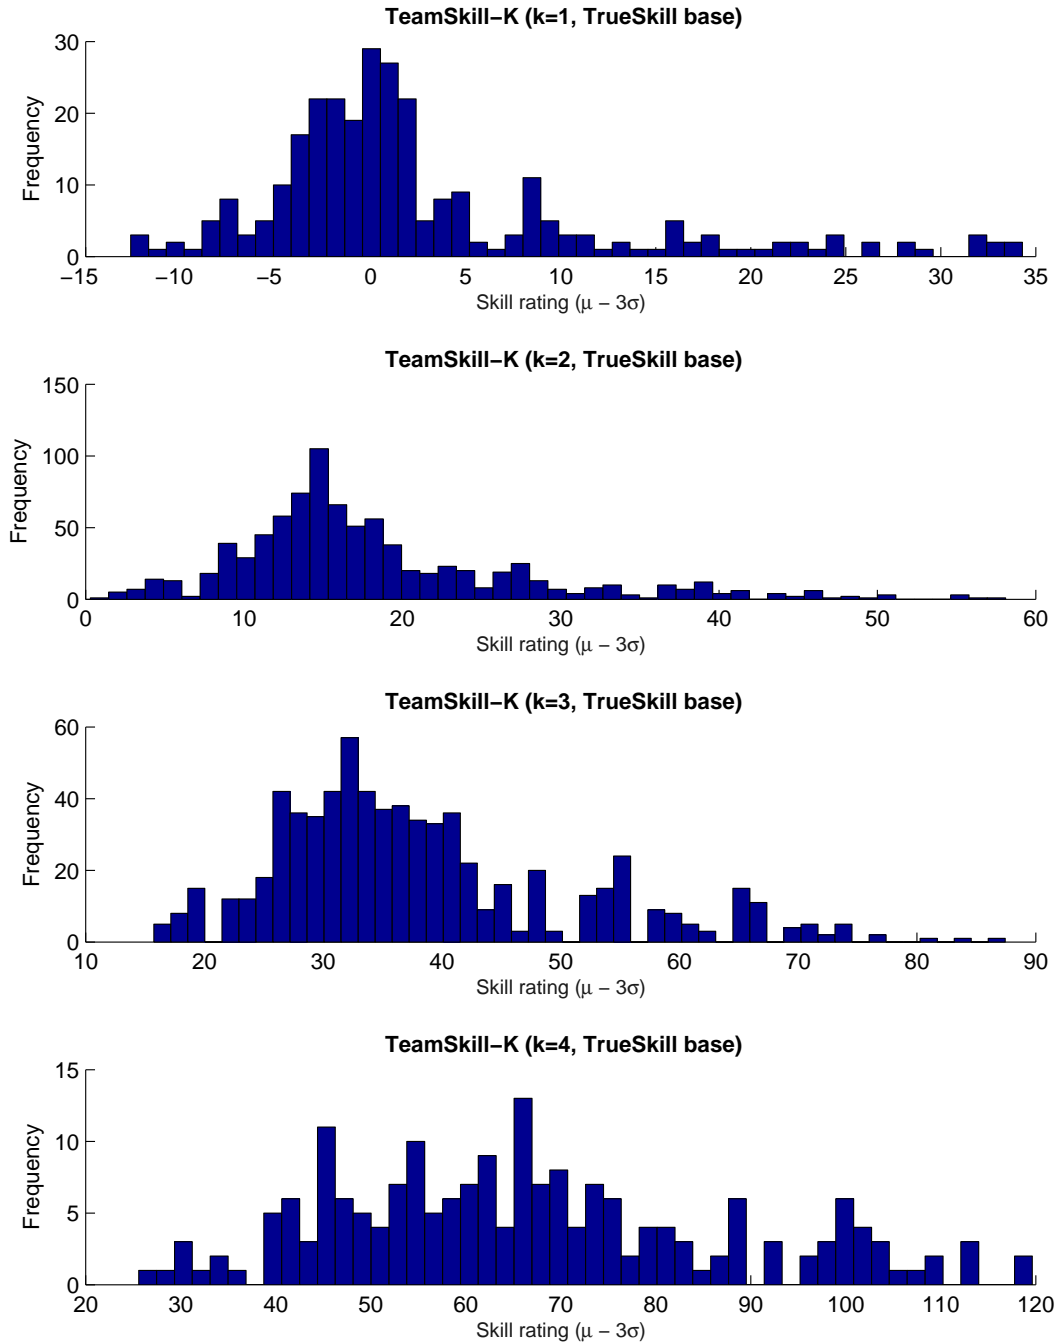 TeamSkill−K (k=1, TrueSkill base)
30
20
10
0
Frequency
−15 −10 −5 0 5 10 15 20 25 30 35
Skill rating (μ − 3σ)
TeamSkill−K (k=2, TrueSkill base)
150
100
50
0
Frequency
0 10 20 30 40 50 60
Skill rating (μ − 3σ)
TeamSkill−K (k=3, TrueSkill base)
60
40
20
0
Frequency
10 20 30 40 50 60 70 80 90
Skill rating (μ − 3σ)
TeamSkill−K (k=4, TrueSkill base)
15
10
5
0
Frequency
20 30 40 50 60 70 80 90 100 110 120
Skill rating (μ − 3σ)